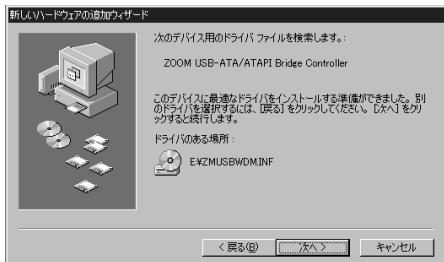 新しいハードウェアの追加ウィザード
次のデバイス用のドライバ ファイルを検索します。:
ZOOM USB-ATA/ATAPI Bridge Controller
このデバイスに最適なドライバをインストールする準備ができました。別
のドライバを選択するには、[戻る] をクリックしてください。[次へ] をクリ
ックすると続行します。
ドライバのある場所 :
E¥ZMUSBWDM.INF
< 戻る(B)
次へ >
キャンセル